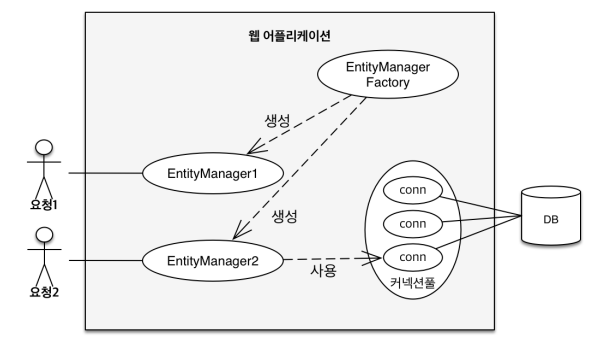 웹 어플리케이션
EntityManager
Factory
생성
EntityManager1
요청1
생성
conn
conn
conn
DB
EntityManager2
사용
커넥션풀
요청2